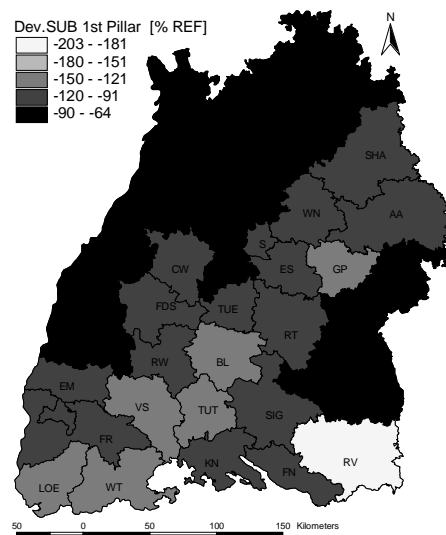 Dev.SUB 1st Pillar [% REF]
-203 - -181
-180 - -151
-150 - -121
-120 - -91
-90 - -64
N
SHA
WN
AA
S
CW
ES
GP
FDS
TUE
RT
RW
BL
EM
VS
TUT
SIG
FR
KN
FN
RV
LOE
WT
50 0 50 100 150 Kilometers